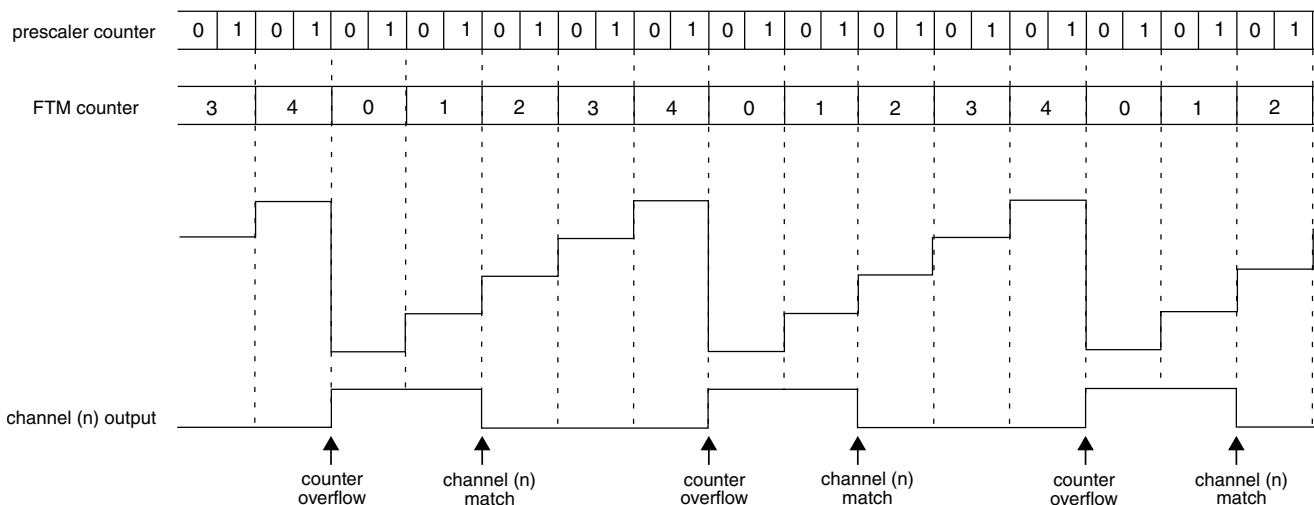 prescaler counter 0 1 0 1 0 1 0 1 0 1 0 1 0 1 0 1 0 1 0 1 0 1 0 1 0 1 0 1 0 1
FTM counter 3 4 0 1 2 3 4 0 1 2 3 4 0 1 2
channel (n) output
counter overflow
channel (n) match
counter overflow
channel (n) match
counter overflow
channel (n) match